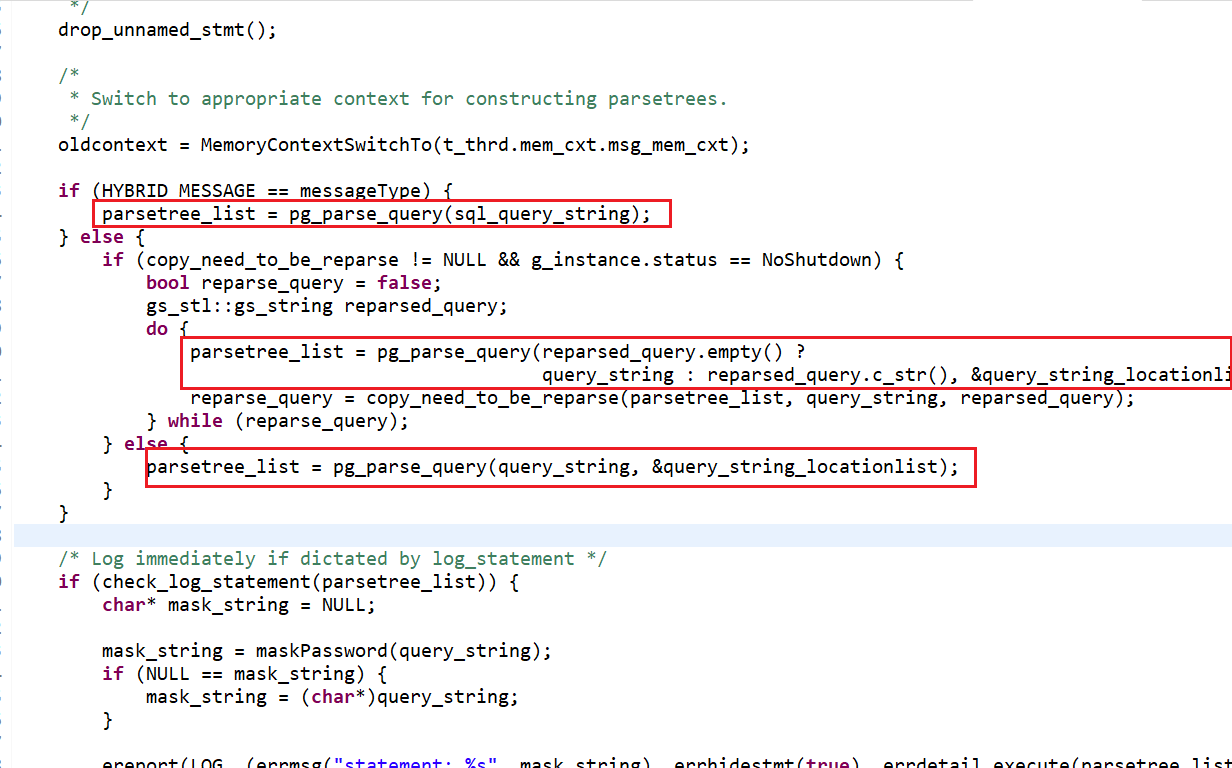 */
drop_unnamed_stmt();
/*
* Switch to appropriate context for constructing parsetrees.
*/
oldcontext = MemoryContextSwitchTo(t_thrd.mem_cxt.msg_mem_cxt);
if (HYBRID_MESSAGE == messageType) {
parsetree_list = pg_parse_query(sql_query_string);
} else {
if (copy_need_to_be_reparse != NULL && g_instance.status == NoShutdown) {
bool reparse_query = false;
gs_stl::gs_string reparsed_query;
do {
parsetree_list = pg_parse_query(reparsed_query.empty() ?
query_string : reparsed_query.c_str(), &query_string_locationli
reparse_query = copy_need_to_be_reparse(parsetree_list, query_string, reparsed_query);
} while (reparse_query);
} else {
parsetree_list = pg_parse_query(query_string, &query_string_locationlist);
}
}
/* Log immediately if dictated by log_statement */
if (check_log_statement(parsetree_list)) {
char* mask_string = NULL;
mask_string = maskPassword(query_string);
if (NULL == mask_string) {
mask_string = (char*)query_string;
}
ereport(LOG, (errmsg("statement: %s", mask_string), errhidestmt(true), errdetail_execute(parsetree_list